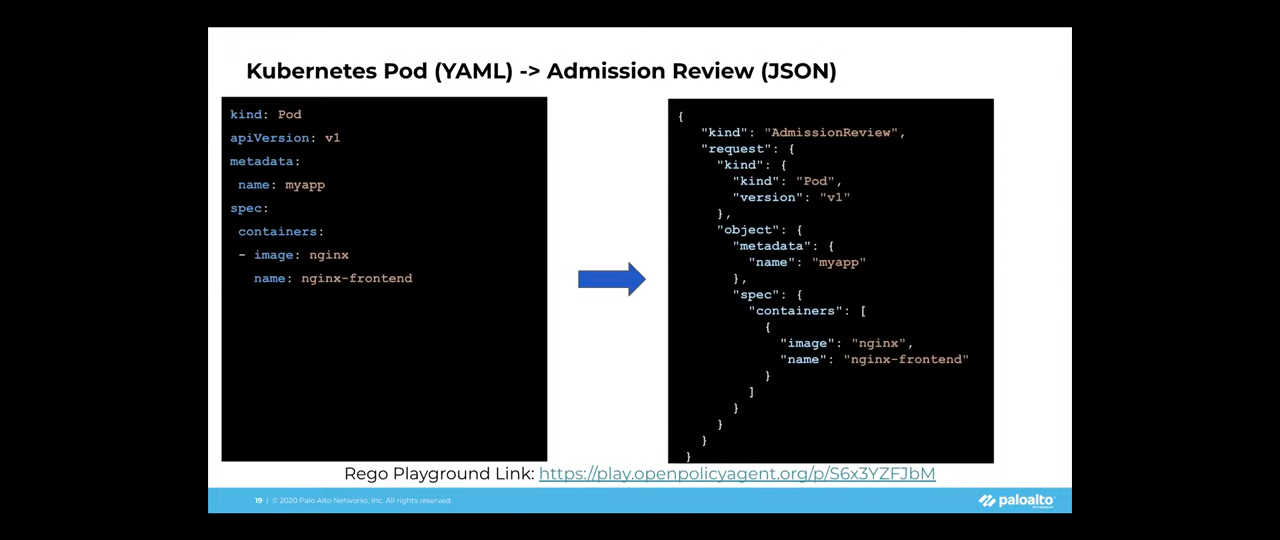 Kubernetes Pod (YAML) -> Admission Review (JSON)
kind: Pod
apiVersion: v1
metadata:
name: myapp
spec:
containers:
- image: nginx
name: nginx-frontend
{
"kind": "AdmissionReview",
"request": {
"kind": {
"kind": "Pod",
"version": "v1"
},
"object": {
"metadata": {
"name": "myapp"
},
"spec": {
"containers": [
{
"image": "nginx",
"name": "nginx-frontend"
}
]
}
}
}
}
Rego Playground Link: https://play.openpolicyagent.org/p/S6x3YZFJbM
19 | © 2020 Palo Alto Networks, Inc. All rights reserved.
paloalto
NETWORKS